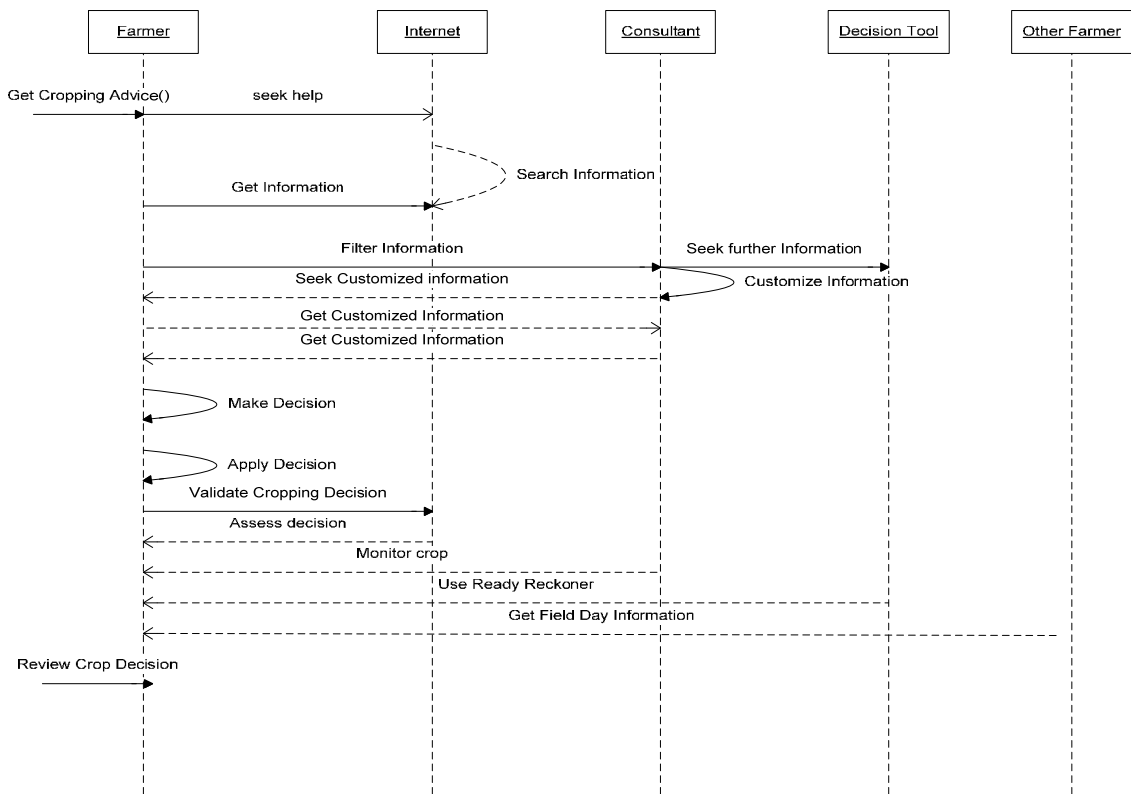 Farmer
Internet
Consultant
Decision Tool
Other Farmer
Get Cropping Advice()
seek help
Search Information
Get Information
Filter Information
Seek further Information
Seek Customized information
Customize Information
Get Customized Information
Get Customized Information
Make Decision
Apply Decision
Validate Cropping Decision
Assess decision
Monitor crop
Use Ready Reckoner
Get Field Day Information
Review Crop Decision